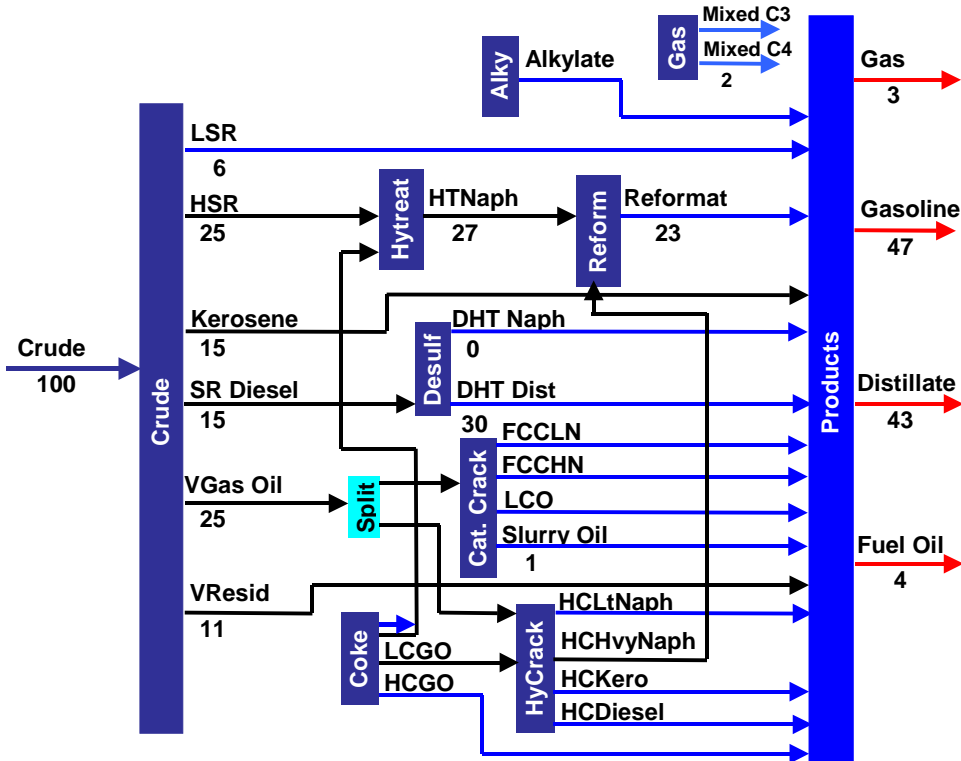 Mixed C3
Mixed C4
2
Gas
Alky
Alkylate
Gas
3
LSR
6
HSR
25
Hytreat
HTNaph
27
Reform
Reformat
23
Gasoline
47
Kerosene
15
DHT Naph
0
Desulf
Crude
100
Crude
SR Diesel
15
DHT Dist
30
Products
Distillate
43
FCCLN
FCCHN
LCO
Slurry Oil
1
Cat. Crack
VGas Oil
25
Split
Fuel Oil
4
VResid
11
HCLtNaph
HCHvyNaph
HCKero
HCDiesel
HyCrack
Coke
LCGO
HCGO